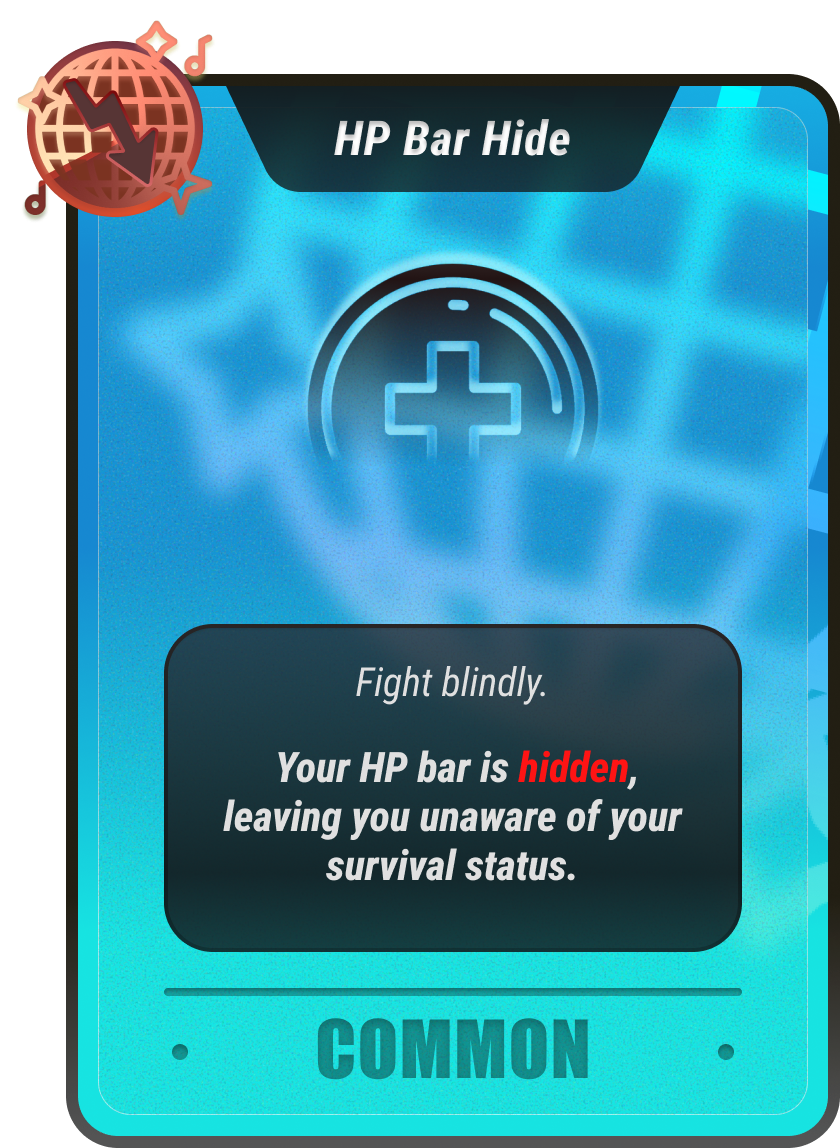 HP Bar Hide
Fight blindly.
Your HP bar is hidden,
leaving you unaware of your
survival status.
COMMON